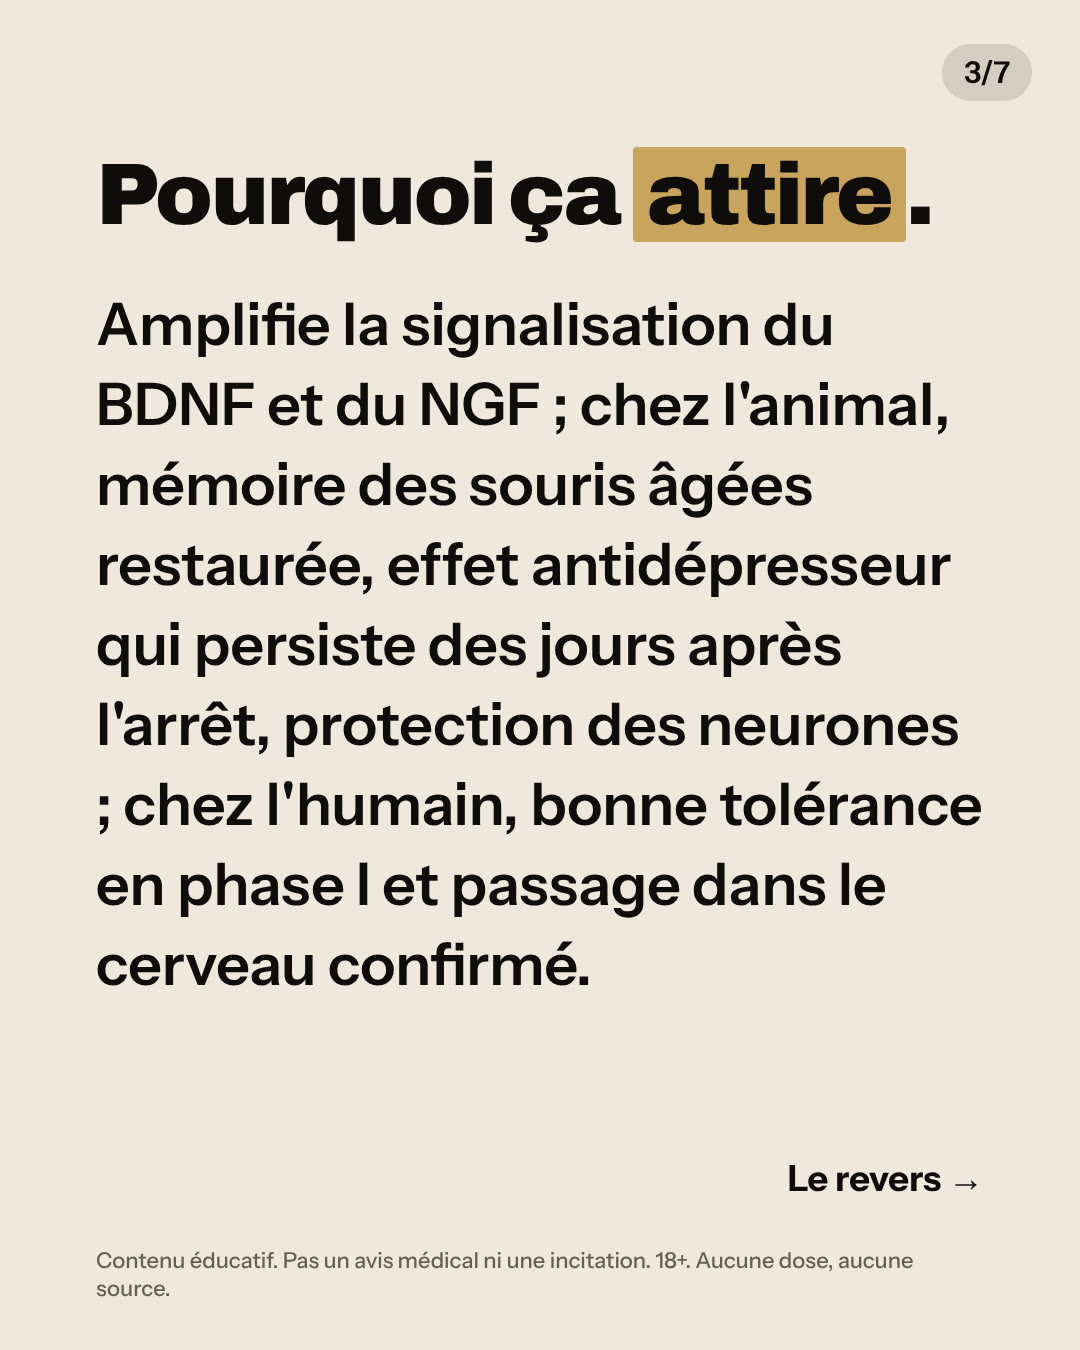 3/7
Pourquoi ça attire.
Amplifie la signalisation du
BDNF et du NGF ; chez l'animal,
mémoire des souris âgées
restaurée, effet antidépresseur
qui persiste des jours après
l'arrêt, protection des neurones
; chez l'humain, bonne tolérance
en phase I et passage dans le
cerveau confirmé.
Le revers →
Contenu éducatif. Pas un avis médical ni une incitation. 18+. Aucune dose, aucune
source.